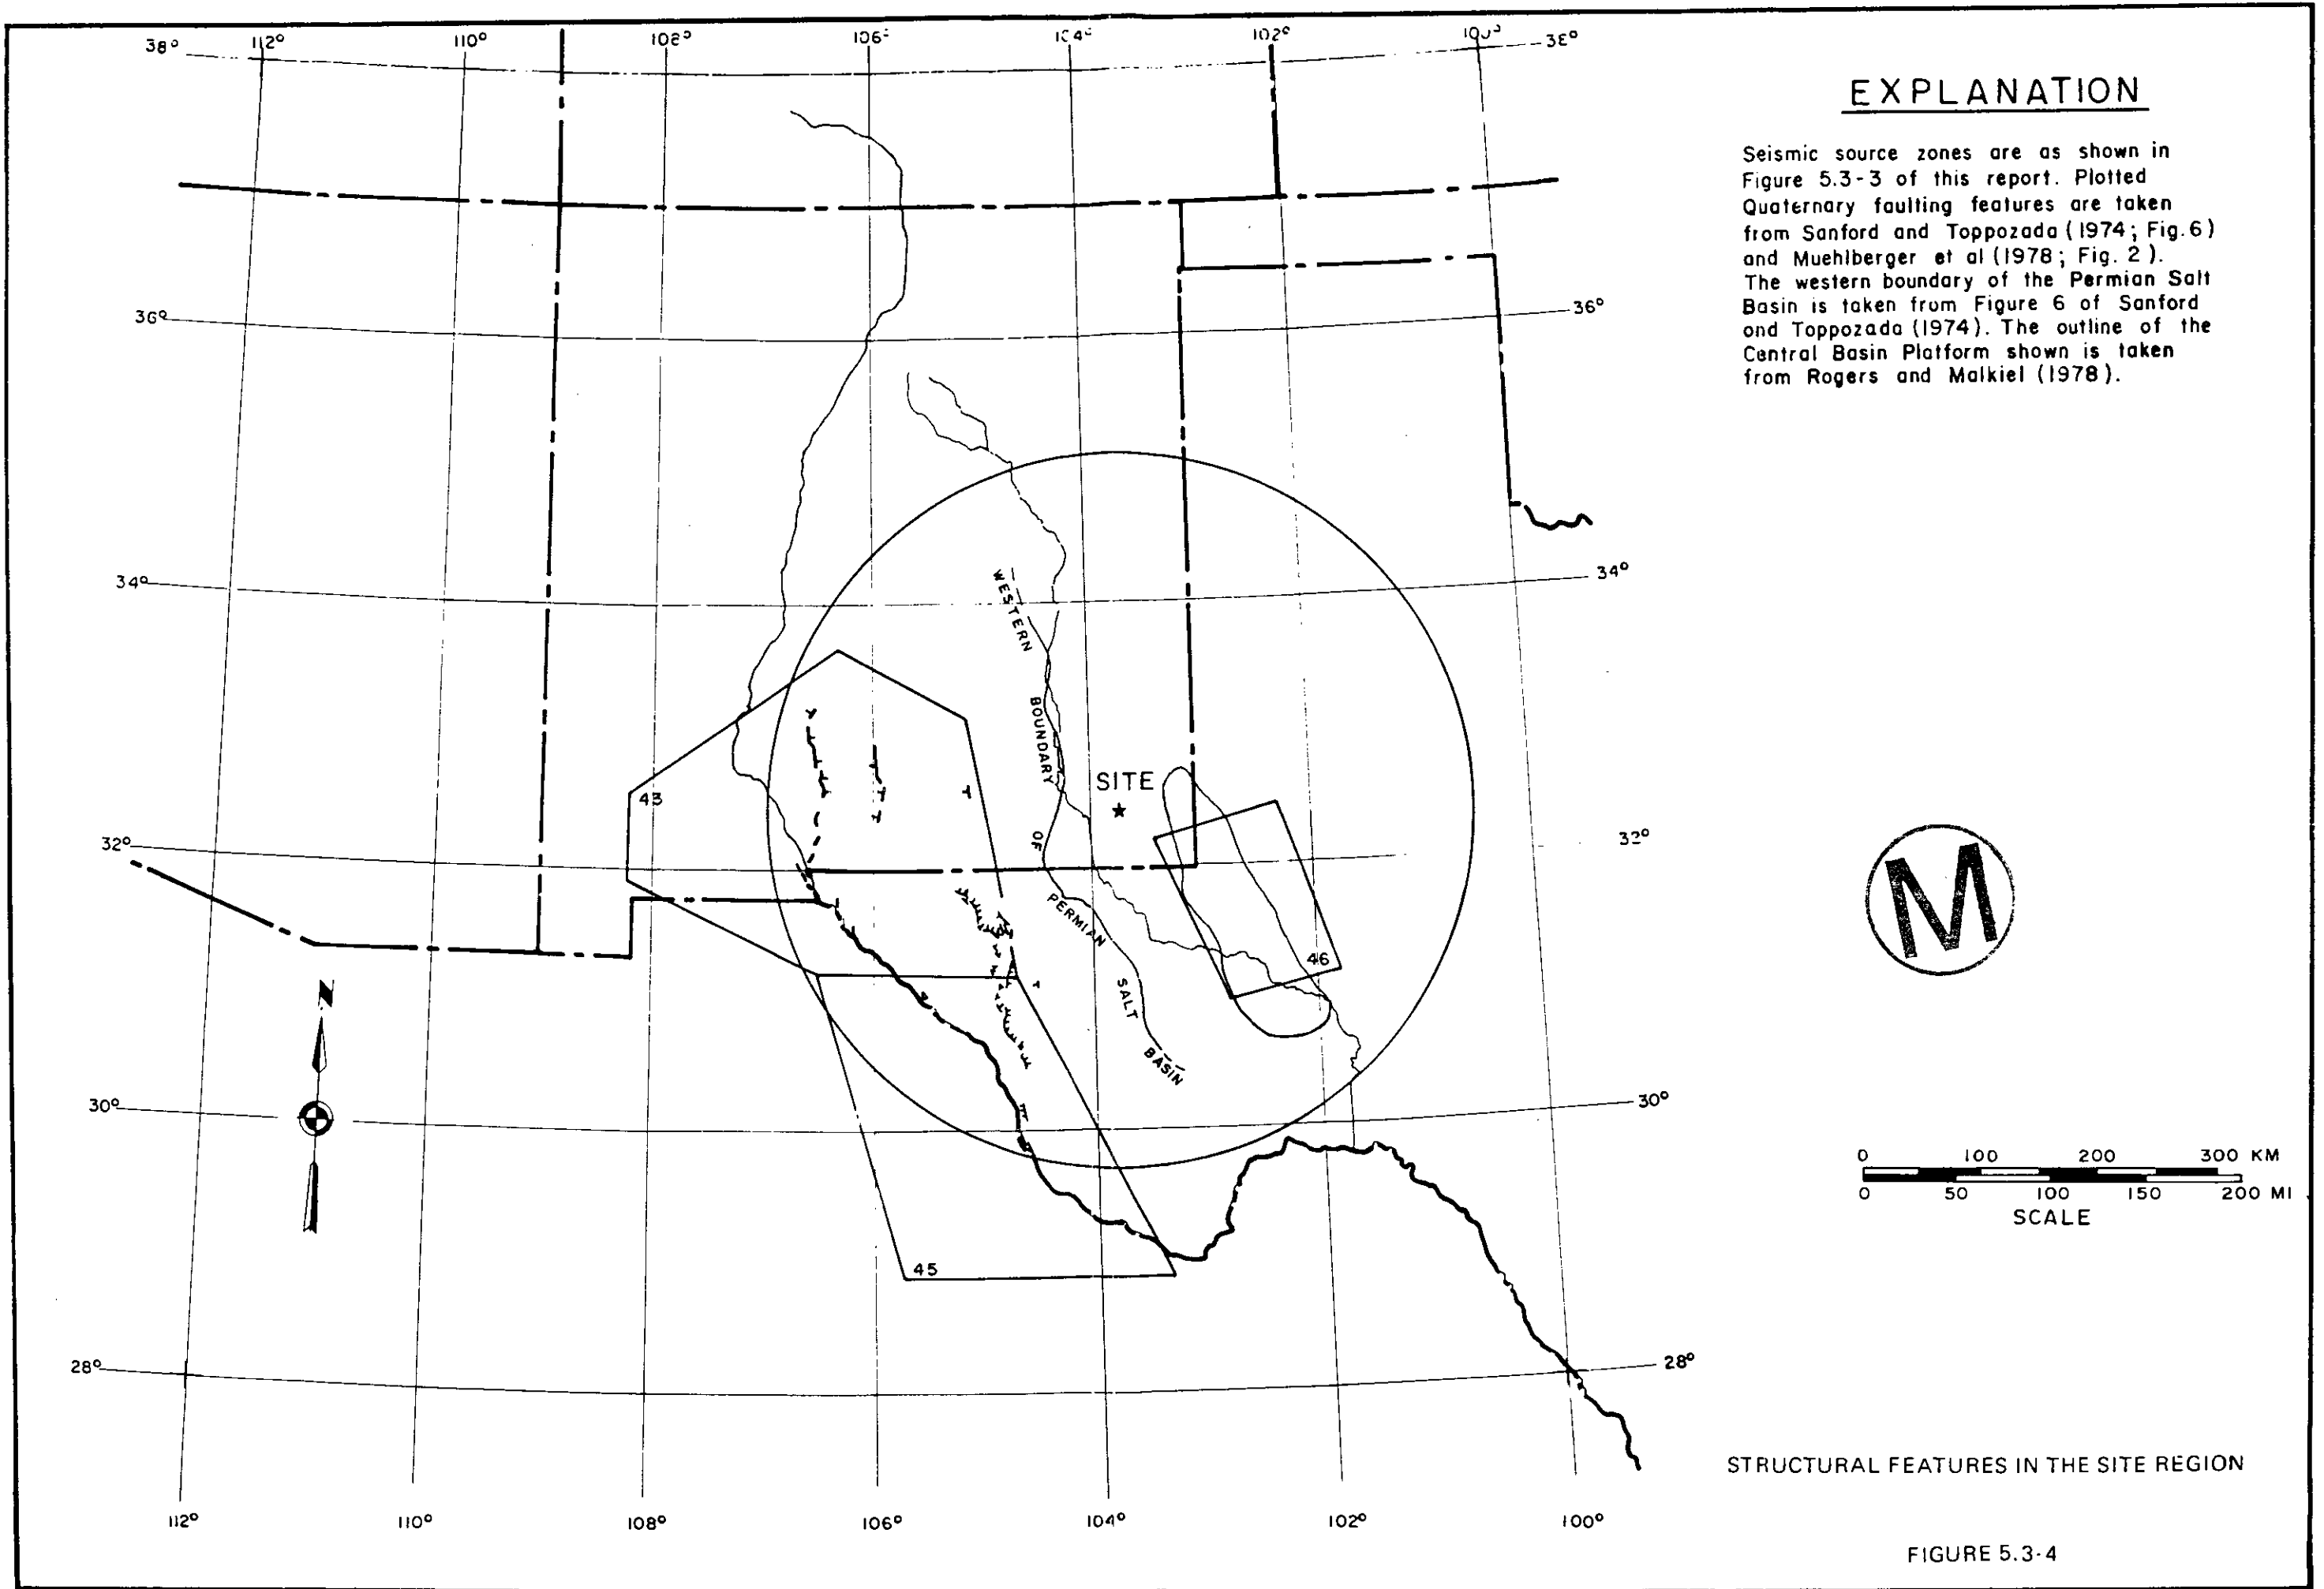 38° 112° 110° 108° 106° 104° 102° 100° 38°
EXPLANATION
Seismic source zones are as shown in
Figure 5.3-3 of this report. Plotted
Quaternary faulting features are taken
from Sanford and Toppozada (1974; Fig. 6)
and Muehlberger et al (1978; Fig. 2).
The western boundary of the Permian Salt
Basin is taken from Figure 6 of Sanford
and Toppozada (1974). The outline of the
Central Basin Platform shown is taken
from Rogers and Malkiel (1978).
36° 36°
34° 34°
WESTERN
BOUNDARY
OF
PERMIAN
SALT
BASIN
SITE
43
32° 32°
46
N
M
30° 30°
45
0 100 200 300 KM
0 50 100 150 200 MI
SCALE
28° 28°
STRUCTURAL FEATURES IN THE SITE REGION
112° 110° 108° 106° 104° 102° 100°
FIGURE 5.3-4